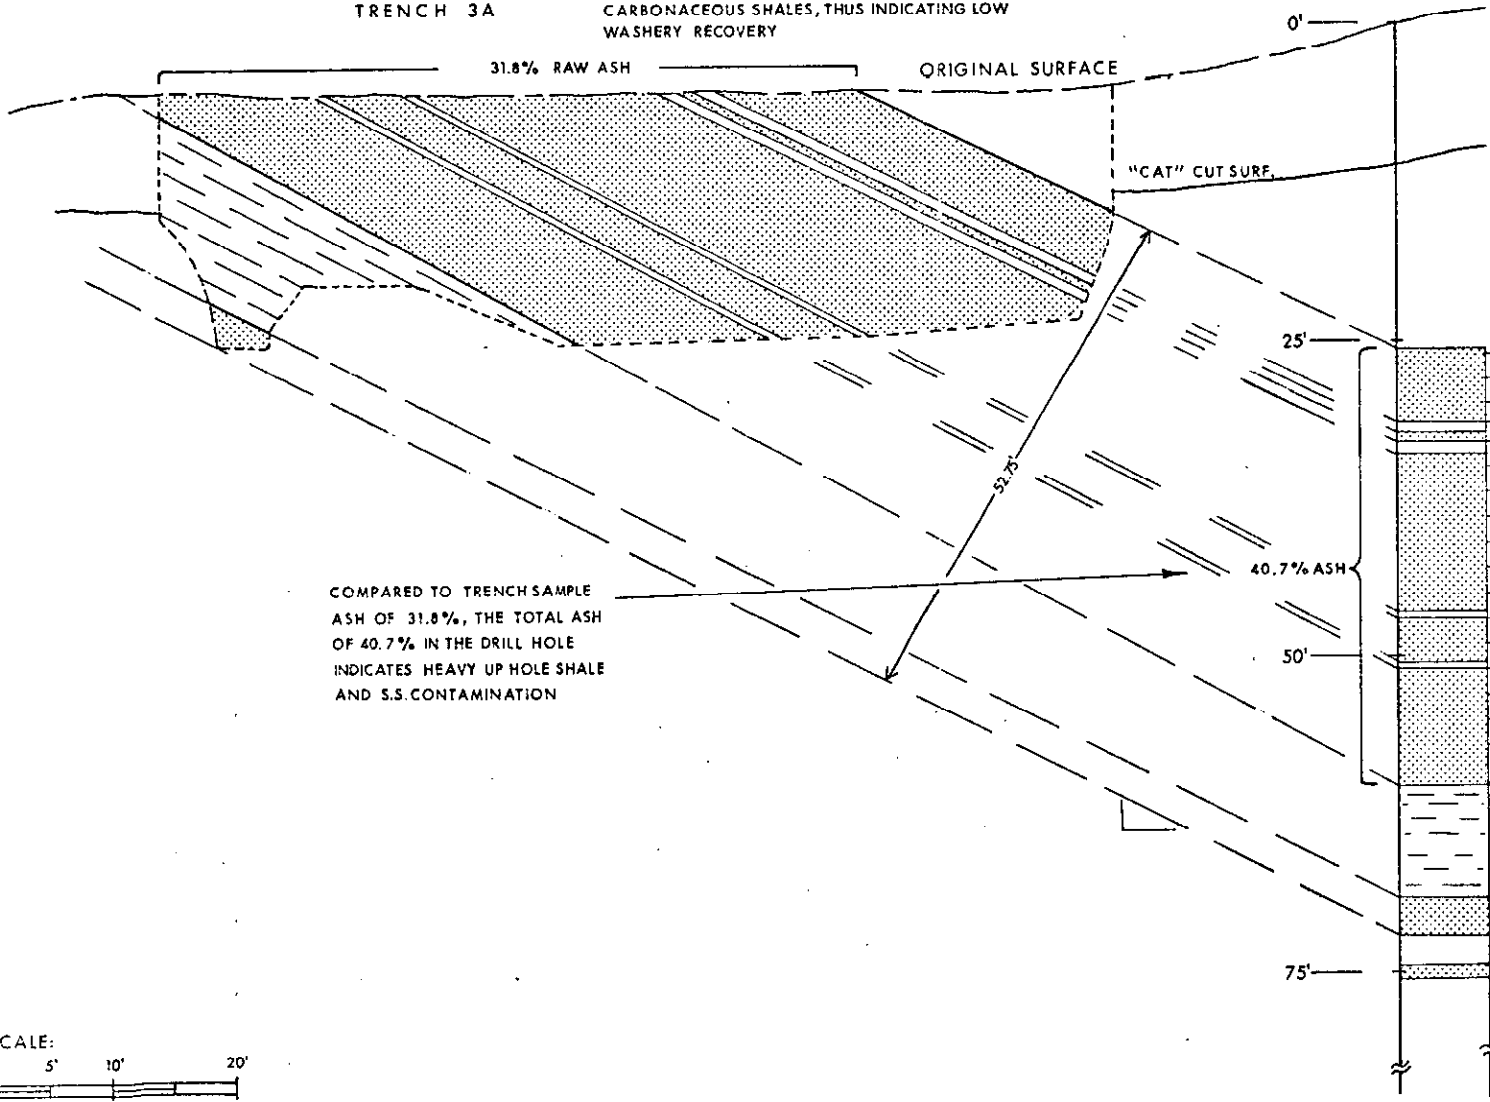 TRENCH 3A
CARBONACEOUS SHALES, THUS INDICATING LOW
WASHERY RECOVERY
0'
31.8% RAW ASH
ORIGINAL SURFACE
"CAT" CUT SURF.
25'
52.75'
40.7% ASH
COMPARED TO TRENCH SAMPLE
ASH OF 31.8%, THE TOTAL ASH
OF 40.7% IN THE DRILL HOLE
INDICATES HEAVY UP HOLE SHALE
AND S.S. CONTAMINATION
50'
75'
CALE:
5' 10' 20'